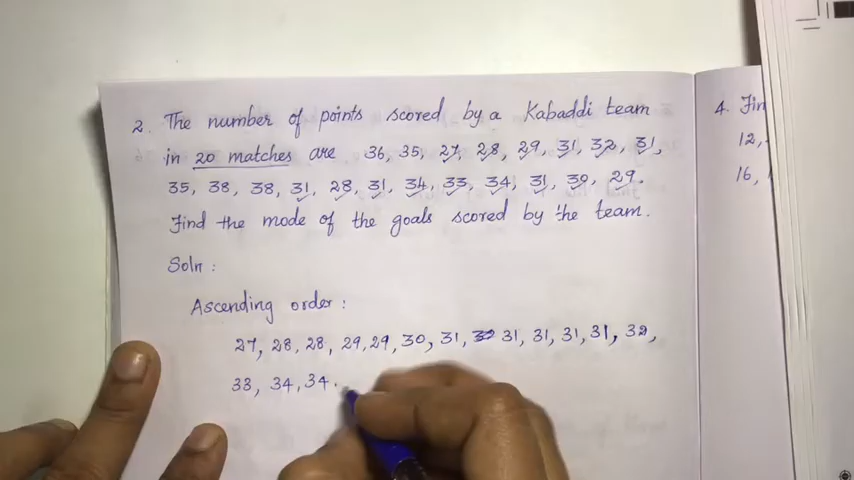 2. The number of points scored by a Kabaddi team
in 20 matches are 36, 35, 27, 28, 29, 31, 32, 31,
35, 38, 38, 31, 28, 31, 34, 33, 34, 31, 30, 29.
Find the mode of the goals scored by the team.
Soln :
Ascending order :
27, 28, 28, 29, 29, 30, 31, 31, 31, 31, 31, 32,
33, 34, 34.
4. Fin
12,
16,